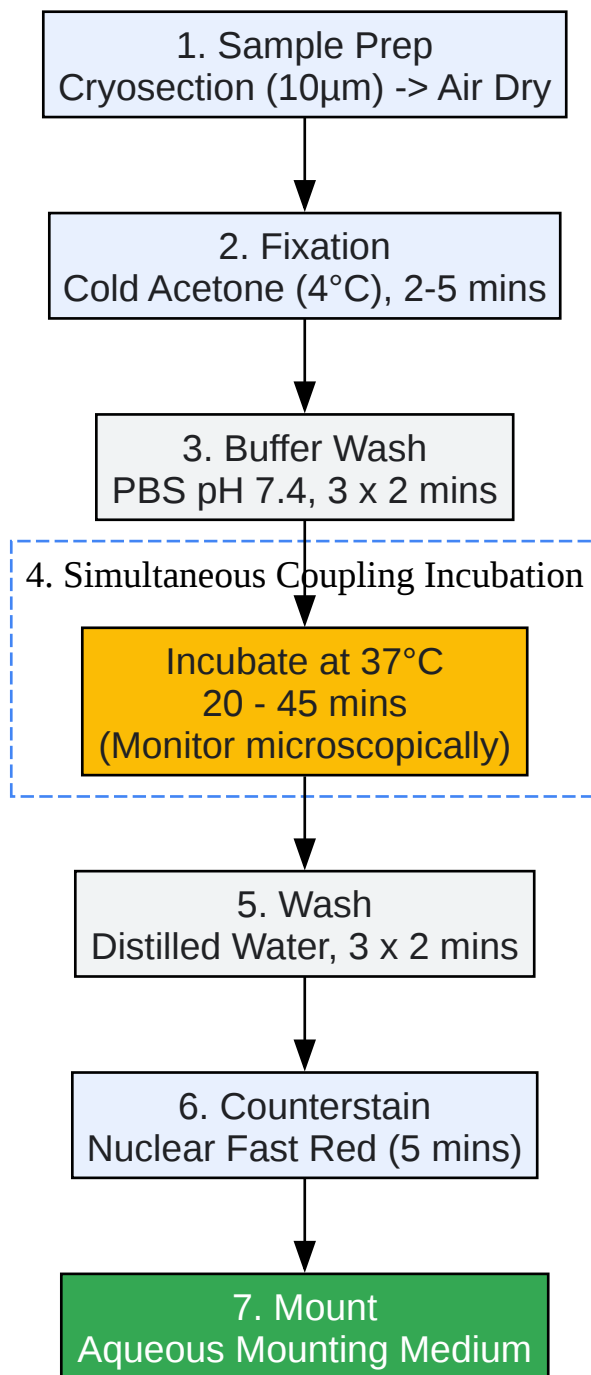 1. Sample Prep
Cryosection (10µm) -> Air Dry
2. Fixation
Cold Acetone (4°C), 2-5 mins
3. Buffer Wash
PBS pH 7.4, 3 x 2 mins
4. Simultaneous Coupling Incubation
Incubate at 37°C
20 - 45 mins
(Monitor microscopically)
5. Wash
Distilled Water, 3 x 2 mins
6. Counterstain
Nuclear Fast Red (5 mins)
7. Mount
Aqueous Mounting Medium